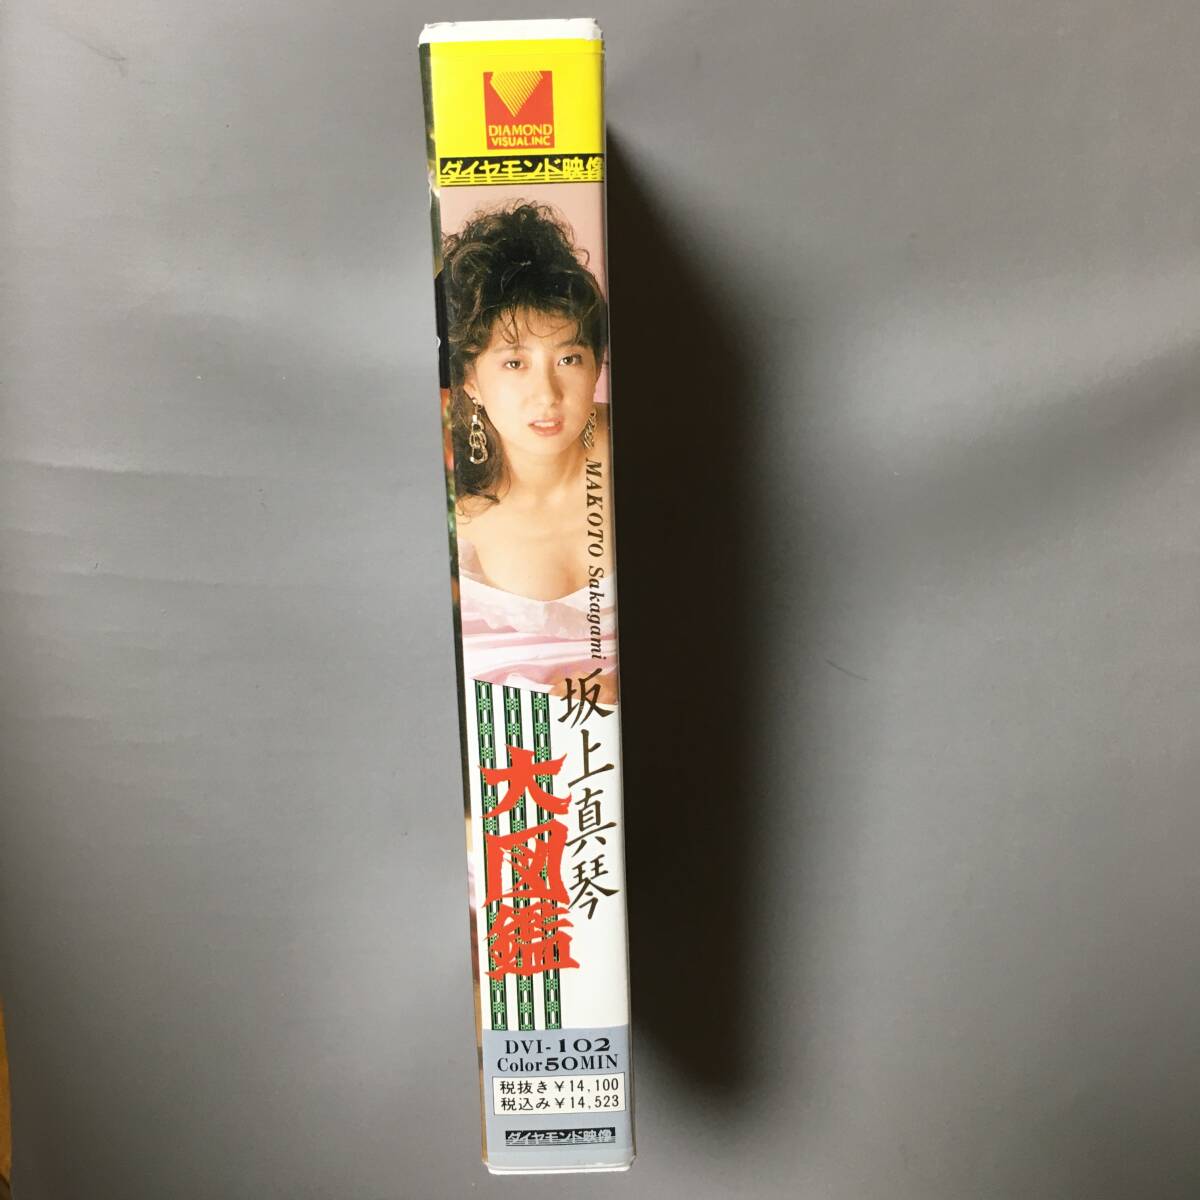 DIAMOND
VISUAL.INC
ダイヤモンド映像
MAKOTO Sakagami
坂上真琴
大図鑑
DVI-102
Color 50MIN
税抜き¥14,100
税込み¥14,523
ダイヤモンド映像